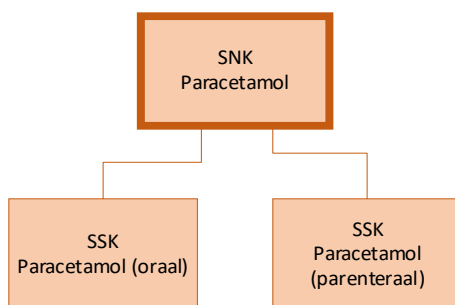 SNK
Paracetamol
SSK
Paracetamol (oraal)
SSK
Paracetamol
(parenteraal)